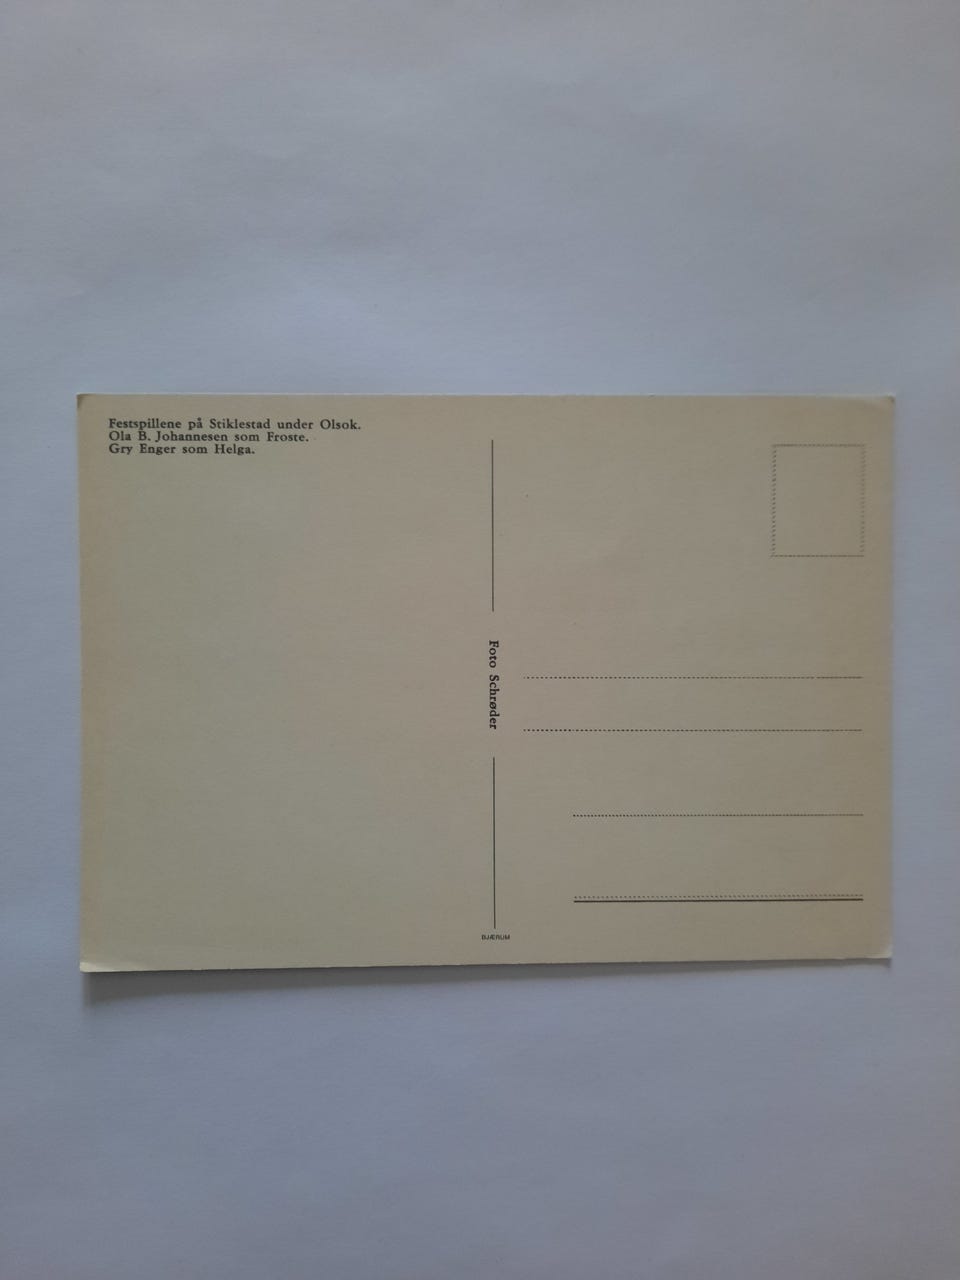 Festspillene på Stiklestad under Olsok.
Ola B. Johannesen som Froste.
Gry Enger som Helga.
Foto Schrøder
BJÆRUM